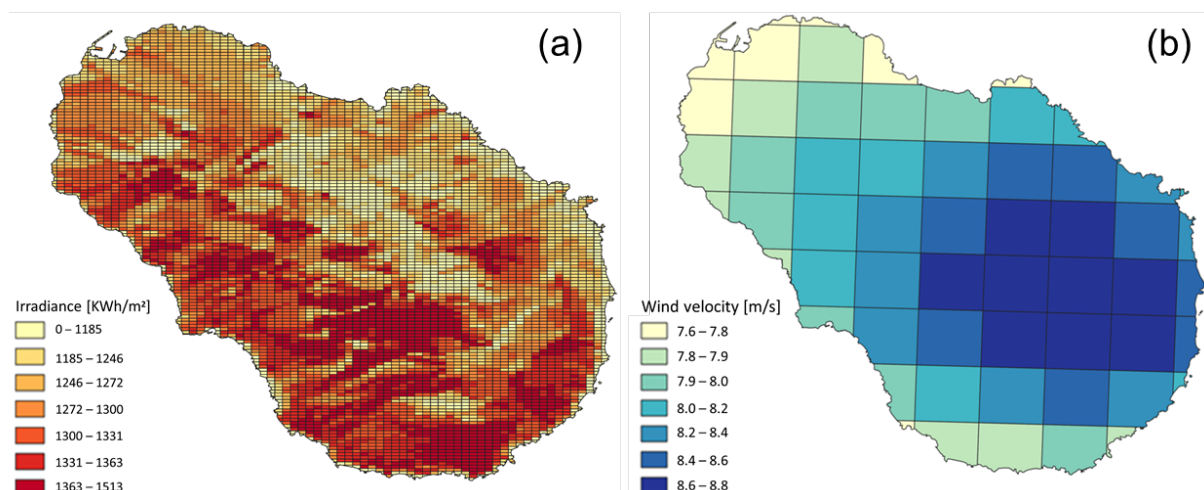 (a)
Irradiance [KWh/m²]
0 – 1185
1185 – 1246
1246 – 1272
1272 – 1300
1300 – 1331
1331 – 1363
1363 – 1513
(b)
Wind velocity [m/s]
7.6 – 7.8
7.8 – 7.9
7.9 – 8.0
8.0 – 8.2
8.2 – 8.4
8.4 – 8.6
8.6 – 8.8